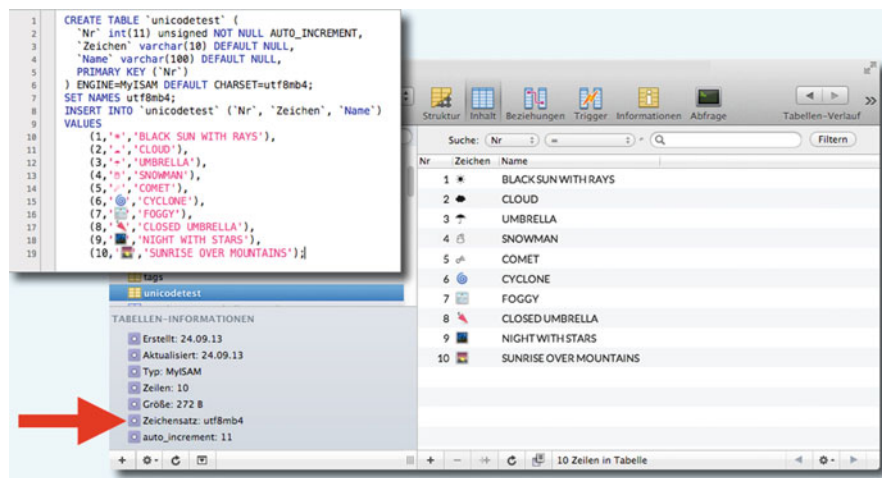 1 CREATE TABLE `unicodetest` (
2 `Nr` int(11) unsigned NOT NULL AUTO_INCREMENT,
3 `Zeichen` varchar(10) DEFAULT NULL,
4 `Name` varchar(100) DEFAULT NULL,
5 PRIMARY KEY (`Nr`)
6 ) ENGINE=MyISAM DEFAULT CHARSET=utf8mb4;
7 SET NAMES utf8mb4;
8 INSERT INTO `unicodetest` (`Nr`, `Zeichen`, `Name`)
9 VALUES
10 (1,'☀','BLACK SUN WITH RAYS'),
11 (2,'☁','CLOUD'),
12 (3,'☂','UMBRELLA'),
13 (4,'☃','SNOWMAN'),
14 (5,'☄','COMET'),
15 (6,'🌀','CYCLONE'),
16 (7,'🌁','FOGGY'),
17 (8,'🌂','CLOSED UMBRELLA'),
18 (9,'🌃','NIGHT WITH STARS'),
19 (10,'🌄','SUNRISE OVER MOUNTAINS');
Struktur Inhalt Beziehungen Trigger Informationen Abfrage Tabellen-Verlauf
Suche: Nr = Filtern
Nr Zeichen Name
1 ☀ BLACK SUN WITH RAYS
2 ☁ CLOUD
3 ☂ UMBRELLA
4 ☃ SNOWMAN
5 ☄ COMET
6 🌀 CYCLONE
7 🌁 FOGGY
8 🌂 CLOSED UMBRELLA
9 🌃 NIGHT WITH STARS
10 🌄 SUNRISE OVER MOUNTAINS
tags
unicodetest
TABELLEN-INFORMATIONEN
Erstellt: 24.09.13
Aktualisiert: 24.09.13
Typ: MyISAM
Zeilen: 10
Größe: 272 B
Zeichensatz: utf8mb4
auto_increment: 11
10 Zeilen in Tabelle